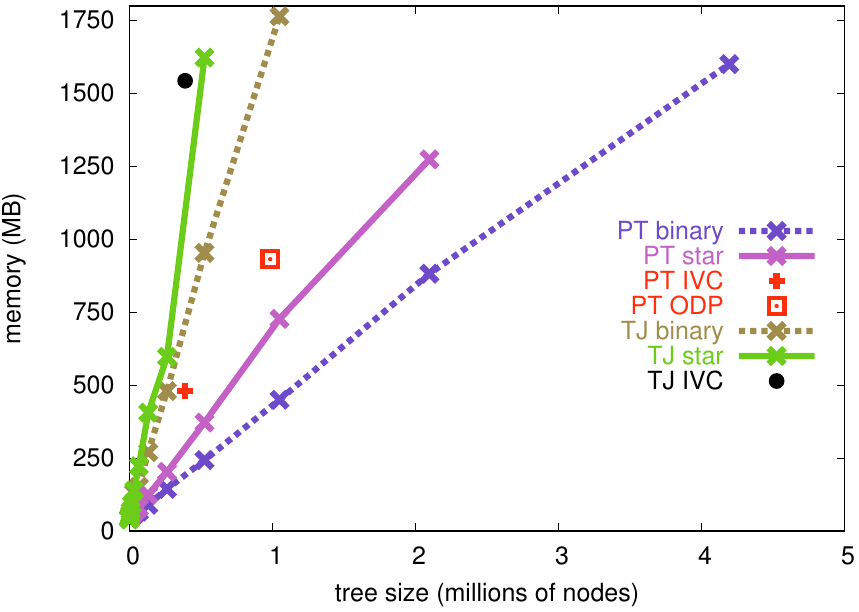 1750
1500
1250
1000
750
500
250
0
memory (MB)
PT binary
PT star
PT IVC
PT ODP
TJ binary
TJ star
TJ IVC
0 1 2 3 4 5
tree size (millions of nodes)